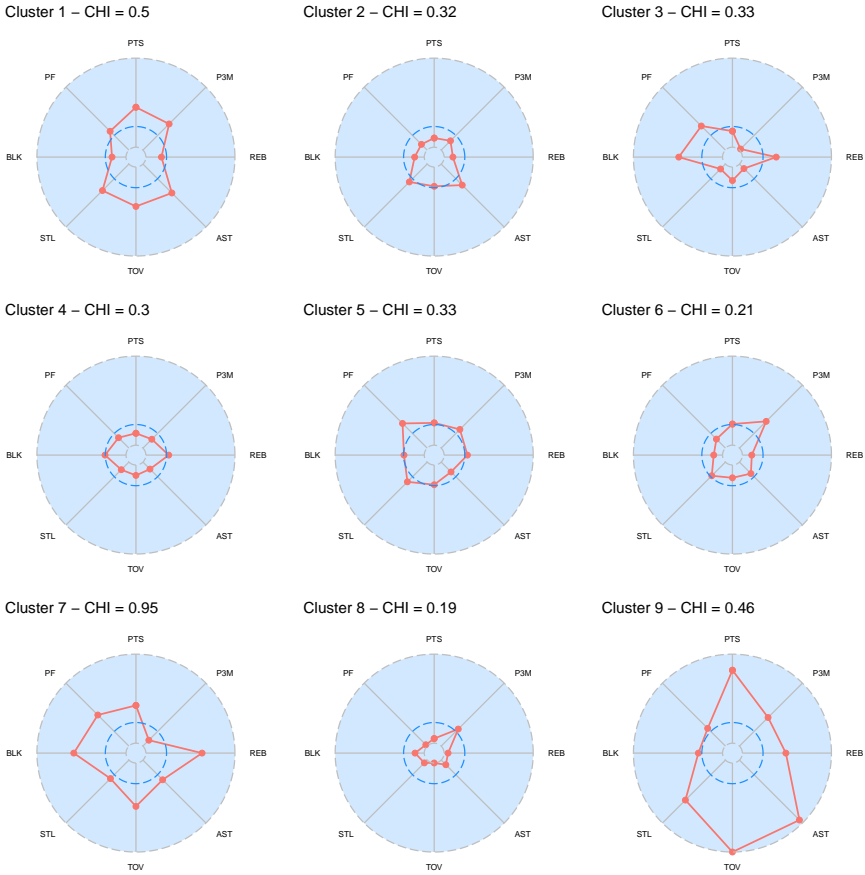 Cluster 1 − CHI = 0.5
PTS
PF
P3M
BLK
REB
STL
AST
TOV
Cluster 2 − CHI = 0.32
PTS
PF
P3M
BLK
REB
STL
AST
TOV
Cluster 3 − CHI = 0.33
PTS
PF
P3M
BLK
REB
STL
AST
TOV
Cluster 4 − CHI = 0.3
PTS
PF
P3M
BLK
REB
STL
AST
TOV
Cluster 5 − CHI = 0.33
PTS
PF
P3M
BLK
REB
STL
AST
TOV
Cluster 6 − CHI = 0.21
PTS
PF
P3M
BLK
REB
STL
AST
TOV
Cluster 7 − CHI = 0.95
PTS
PF
P3M
BLK
REB
STL
AST
TOV
Cluster 8 − CHI = 0.19
PTS
PF
P3M
BLK
REB
STL
AST
TOV
Cluster 9 − CHI = 0.46
PTS
PF
P3M
BLK
REB
STL
AST
TOV